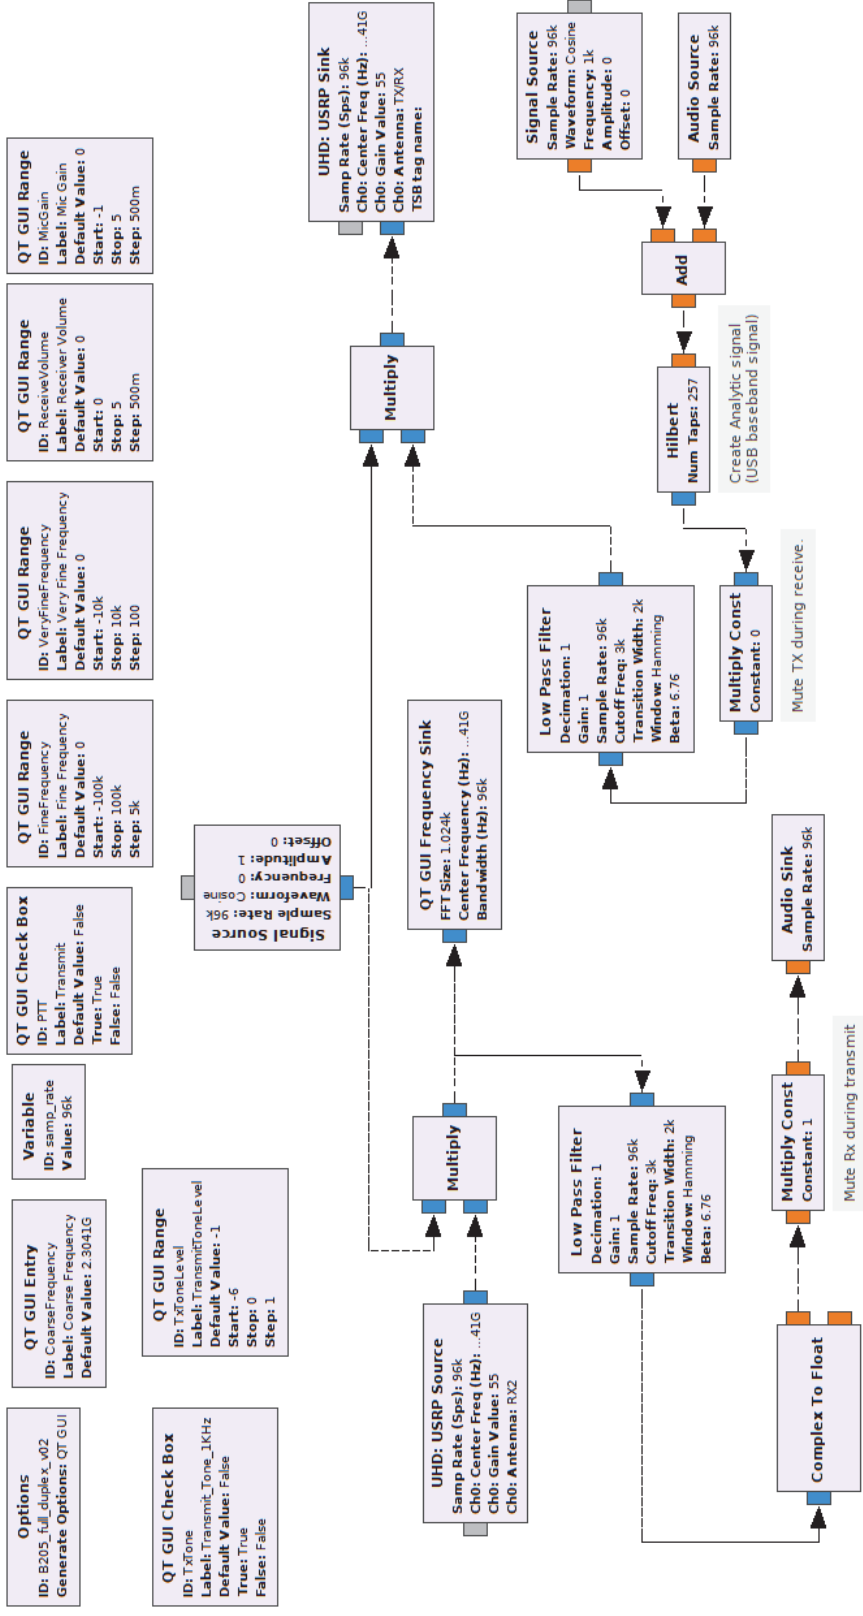 Options
ID: B205_full_duplex_v02
Generate Options: QT GUI
QT GUI Entry
ID: CoarseFrequency
Label: Coarse Frequency
Default Value: 2.3041G
Variable
ID: samp_rate
Value: 96k
QT GUI Check Box
ID: PTT
Label: Transmit
Default Value: False
True: True
False: False
QT GUI Range
ID: FineFrequency
Label: Fine Frequency
Default Value: 0
Start: -100k
Stop: 100k
Step: 5k
QT GUI Range
ID: VeryFineFrequency
Label: Very Fine Frequency
Default Value: 0
Start: -10k
Stop: 10k
Step: 100
QT GUI Range
ID: ReceiveVolume
Label: Receiver Volume
Default Value: 0
Start: 0
Stop: 5
Step: 500m
QT GUI Range
ID: MicGain
Label: Mic Gain
Default Value: 0
Start: -1
Stop: 5
Step: 500m
QT GUI Check Box
ID: TxTone
Label: Transmit_Tone_1KHz
Default Value: False
True: True
False: False
QT GUI Range
ID: TxToneLevel
Label: TransmitToneLevel
Default Value: -1
Start: -6
Stop: 0
Step: 1
Signal Source
Sample Rate: 96k
Waveform: Cosine
Frequency: 0
Amplitude: 1
Offset: 0
UHD: USRP Sink
Samp Rate (Sps): 96k
Ch0: Center Freq (Hz): ...41G
Ch0: Gain Value: 55
Ch0: Antenna: TX/RX
TSB tag name:
Multiply
UHD: USRP Source
Samp Rate (Sps): 96k
Ch0: Center Freq (Hz): ...41G
Ch0: Gain Value: 55
Ch0: Antenna: RX2
Multiply
QT GUI Frequency Sink
FFT Size: 1.024k
Center Frequency (Hz): ...41G
Bandwidth (Hz): 96k
Low Pass Filter
Decimation: 1
Gain: 1
Sample Rate: 96k
Cutoff Freq: 3k
Transition Width: 2k
Window: Hamming
Beta: 6.76
Low Pass Filter
Decimation: 1
Gain: 1
Sample Rate: 96k
Cutoff Freq: 3k
Transition Width: 2k
Window: Hamming
Beta: 6.76
Signal Source
Sample Rate: 96k
Waveform: Cosine
Frequency: 1k
Amplitude: 0
Offset: 0
Audio Source
Sample Rate: 96k
Add
Hilbert
Num Taps: 257
Create Analytic signal
(USB baseband signal)
Multiply Const
Constant: 0
Mute TX during receive.
Complex To Float
Multiply Const
Constant: 1
Mute Rx during transmit
Audio Sink
Sample Rate: 96k